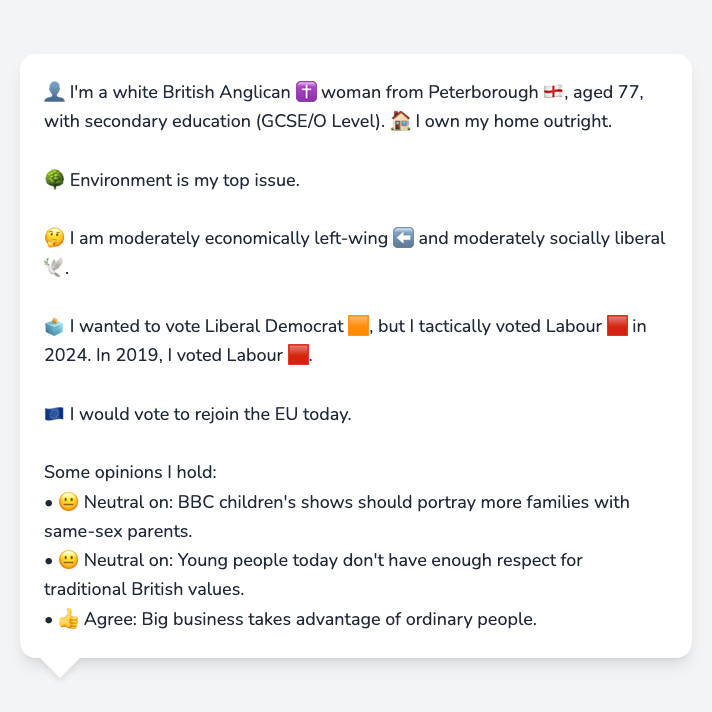 👤 I'm a white British Anglican ✝️ woman from Peterborough 🏴󠁧󠁢󠁥󠁮󠁧󠁿, aged 77,
with secondary education (GCSE/O Level). 🏠 I own my home outright.
🌳 Environment is my top issue.
🤔 I am moderately economically left-wing ⬅️ and moderately socially liberal
🕊️.
🗳️ I wanted to vote Liberal Democrat 🟧, but I tactically voted Labour 🟥 in
2024. In 2019, I voted Labour 🟥.
🇪🇺 I would vote to rejoin the EU today.
Some opinions I hold:
• 😐 Neutral on: BBC children's shows should portray more families with
same-sex parents.
• 😐 Neutral on: Young people today don't have enough respect for
traditional British values.
• 👍 Agree: Big business takes advantage of ordinary people.